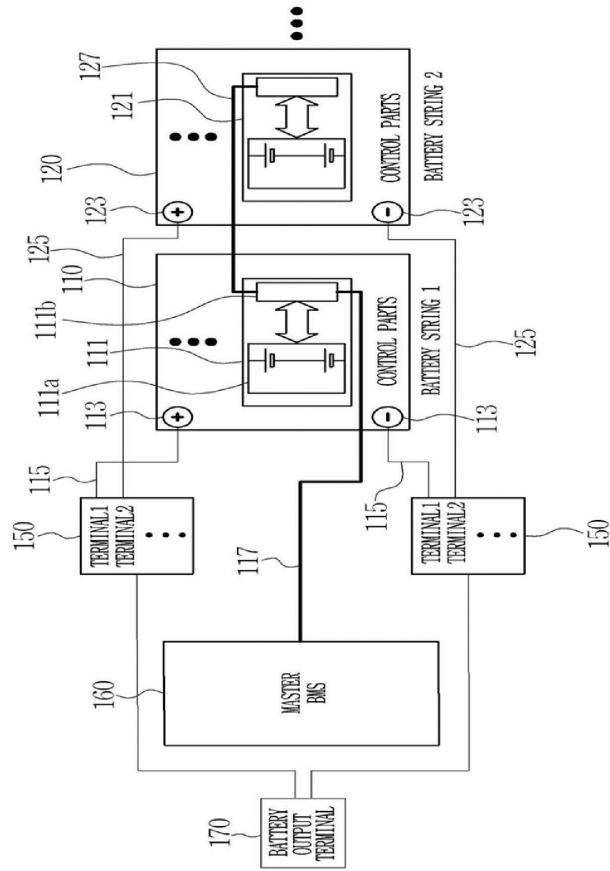 127
121
120
123
CONTROL PARTS
BATTERY STRING 2
+
-
123
125
110
111b
111
111a
113
CONTROL PARTS
BATTERY STRING 1
+
-
113
125
115
150
TERMINAL1
TERMINAL2
117
115
TERMINAL1
TERMINAL2
150
160
MASTER
BMS
170
BATTERY
OUTPUT
TERMINAL